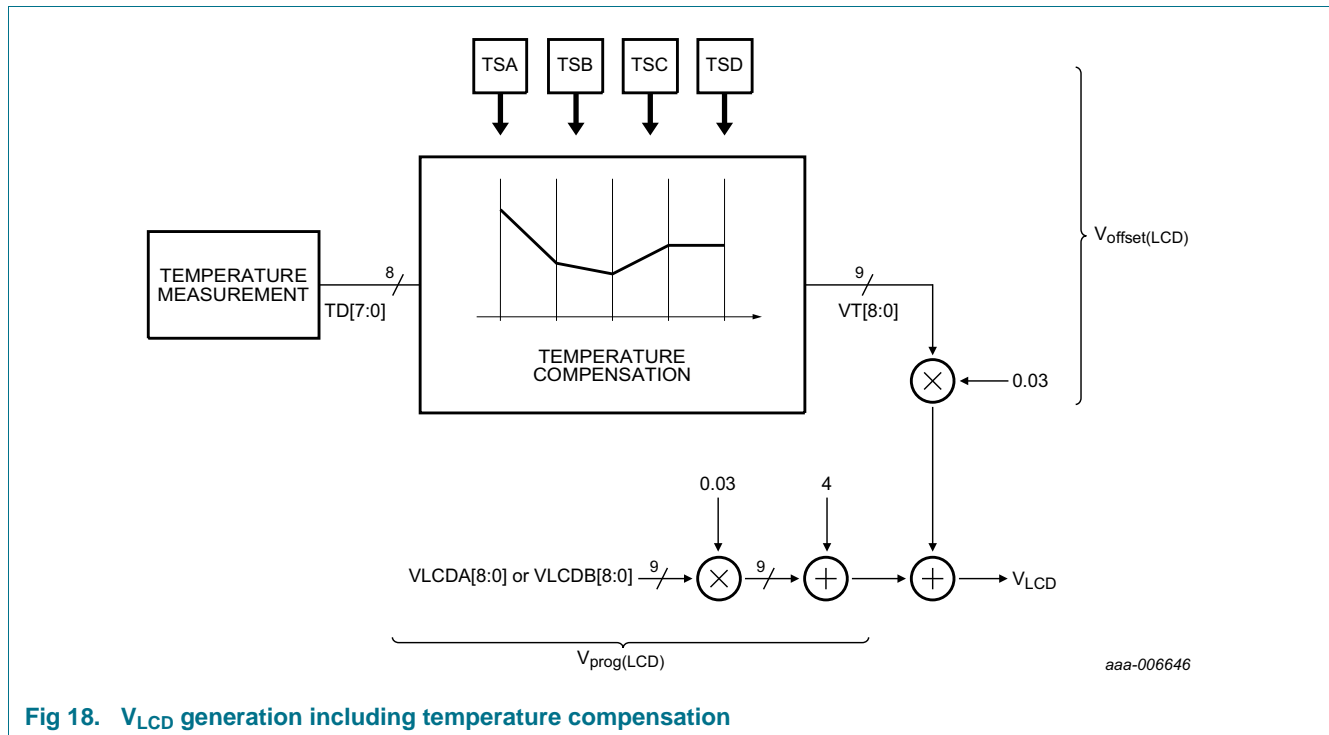 TSA TSB TSC TSD
Voffset(LCD)
TEMPERATURE
MEASUREMENT
8
TD[7:0]
9
VT[8:0]
TEMPERATURE
COMPENSATION
× 0.03
0.03 4
VLCDA[8:0] or VLCDB[8:0] 9 × 9 + + VLCD
Vprog(LCD)
aaa-006646
Fig 18. VLCD generation including temperature compensation